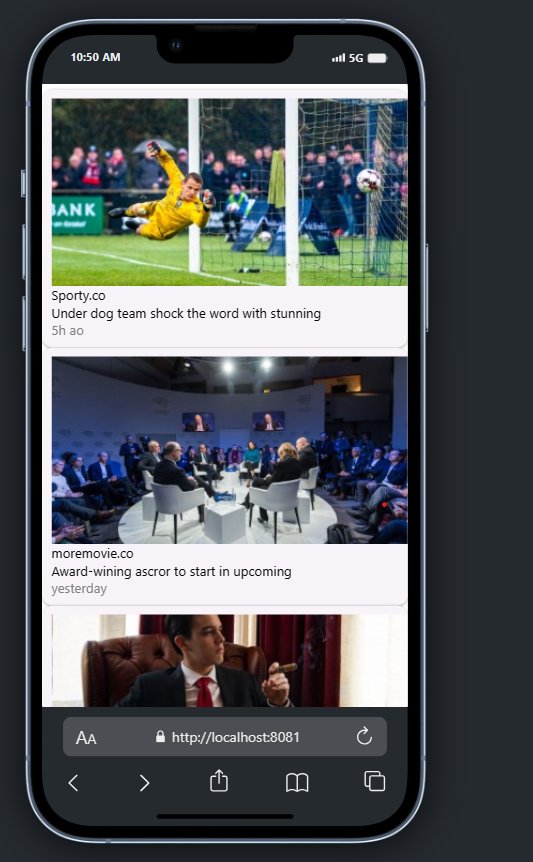 10:50 AM
5G
BANK
Sporty.co
Under dog team shock the word with stunning
5h ao
moremovie.co
Award-wining ascror to start in upcoming
yesterday
AA
http://localhost:8081